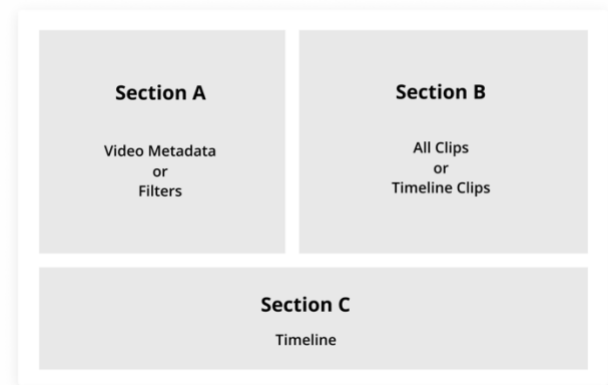 Section A
Video Metadata
or
Filters
Section B
All Clips
or
Timeline Clips
Section C
Timeline